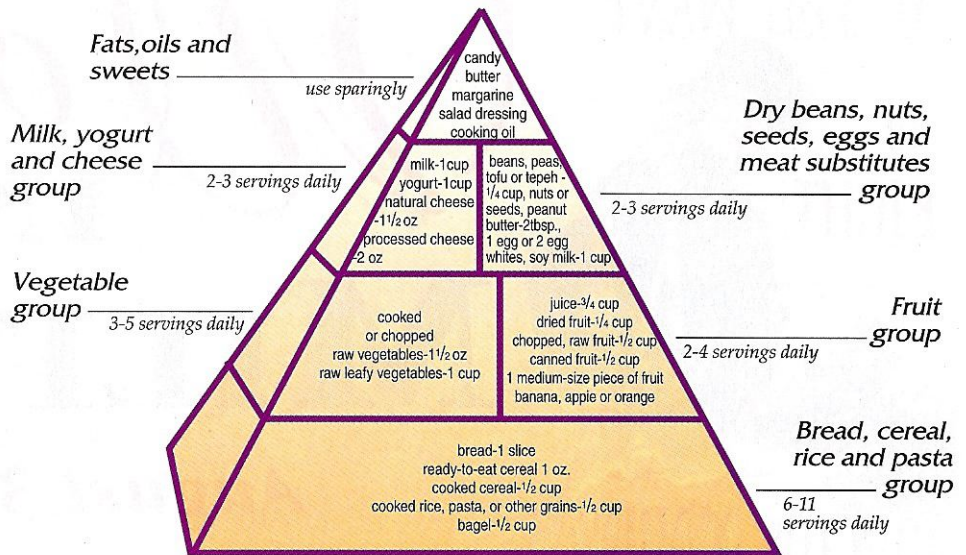 Fats,oils and
sweets
use sparingly
candy
butter
margarine
salad dressing
cooking oil
Milk, yogurt
and cheese
group
2-3 servings daily
milk-1cup
yogurt-1cup
natural cheese
-1 1/2 oz
processed cheese
-2 oz
beans, peas,
tofu or tepeh -
1/4 cup, nuts or
seeds, peanut
butter-2tbsp.,
1 egg or 2 egg
whites, soy milk-1 cup
Dry beans, nuts,
seeds, eggs and
meat substitutes
group
2-3 servings daily
Vegetable
group
3-5 servings daily
cooked
or chopped
raw vegetables-1 1/2 oz
raw leafy vegetables-1 cup
juice-3/4 cup
dried fruit-1/4 cup
chopped, raw fruit-1/2 cup
canned fruit-1/2 cup
1 medium-size piece of fruit
banana, apple or orange
Fruit
group
2-4 servings daily
bread-1 slice
ready-to-eat cereal 1 oz.
cooked cereal-1/2 cup
cooked rice, pasta, or other grains-1/2 cup
bagel-1/2 cup
Bread, cereal,
rice and pasta
group
6-11
servings daily